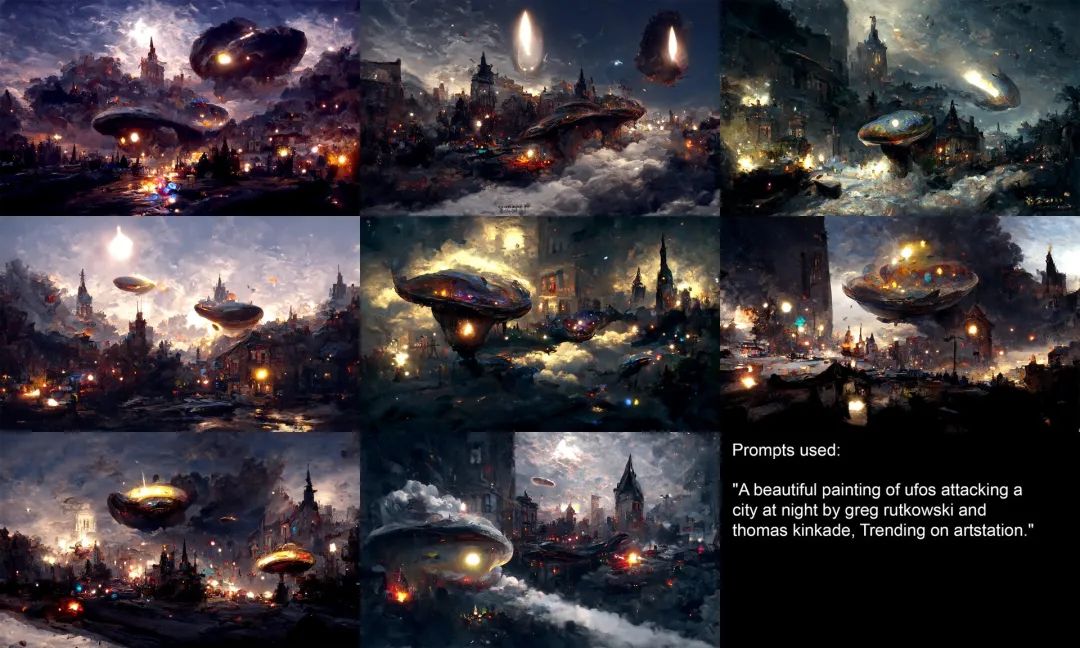 Prompts used:
"A beautiful painting of ufos attacking a
city at night by greg rutkowski and
thomas kinkade, Trending on artstation."